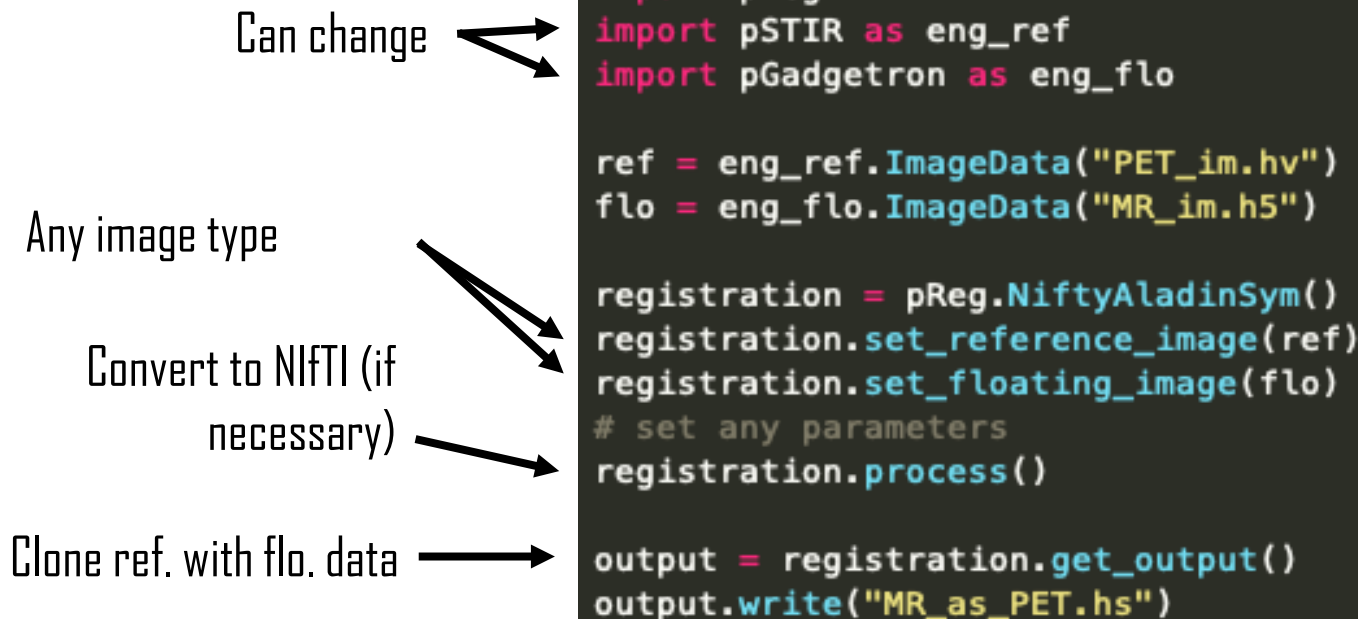 Can change
Any image type
Convert to NIfTI (if
necessary)
Clone ref. with flo. data
import pSTIR as eng_ref
import pGadgetron as eng_flo
ref = eng_ref.ImageData("PET_im.hv")
flo = eng_flo.ImageData("MR_im.h5")
registration = pReg.NiftyAladinSym()
registration.set_reference_image(ref)
registration.set_floating_image(flo)
# set any parameters
registration.process()
output = registration.get_output()
output.write("MR_as_PET.hs")